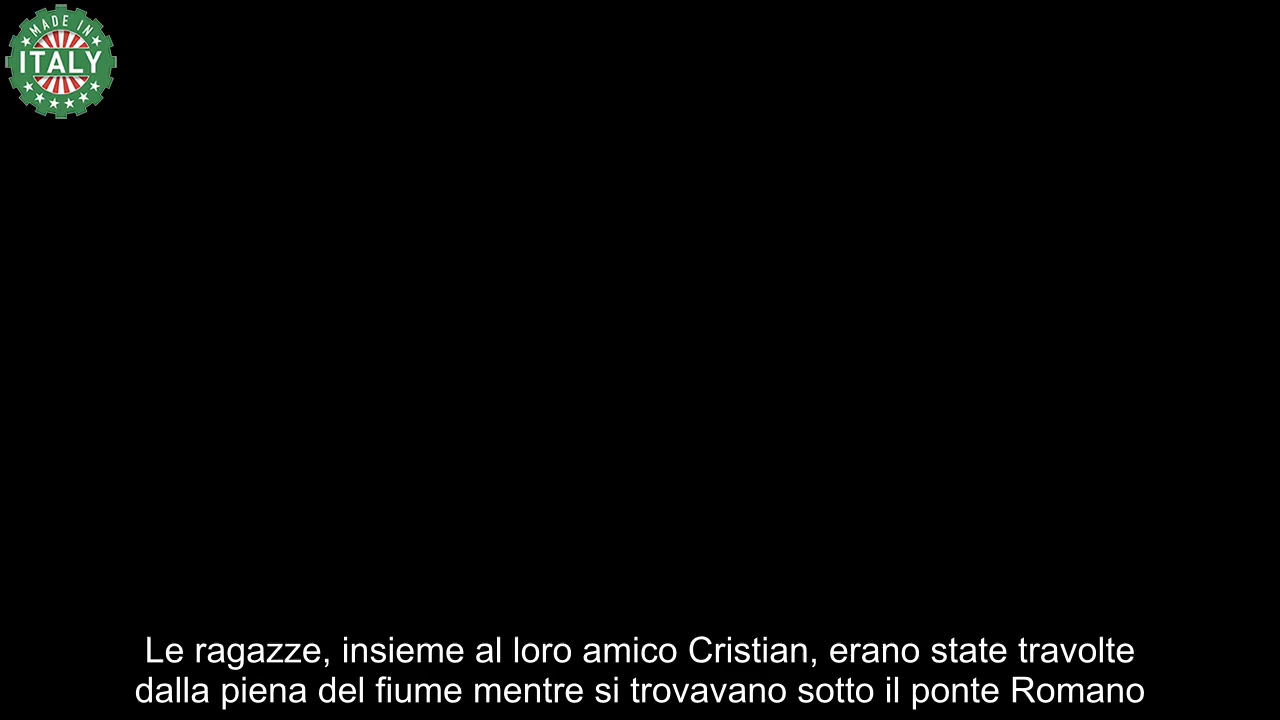 MADE IN
ITALY
Le ragazze, insieme al loro amico Cristian, erano state travolte
dalla piena del fiume mentre si trovavano sotto il ponte Romano